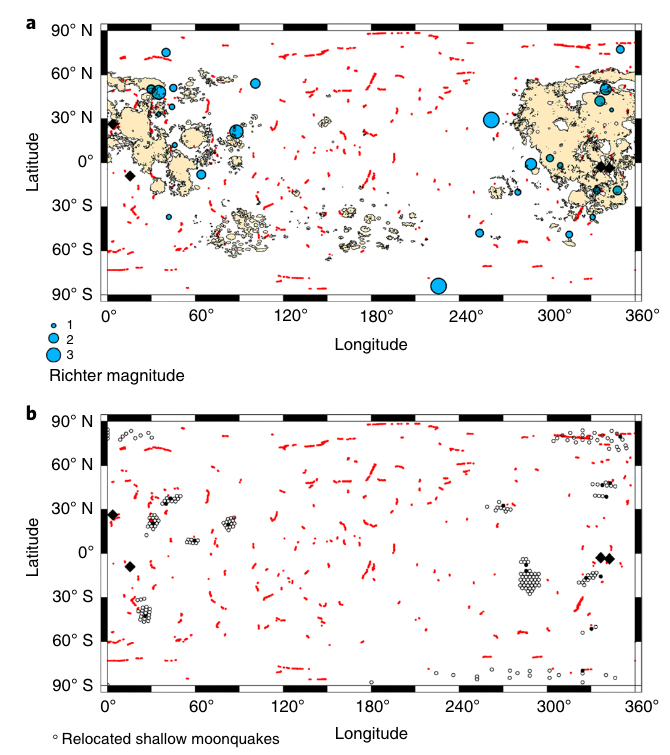 a
90° N
60° N
30° N
0°
30° S
60° S
90° S
Latitude
0°
60°
120°
180°
240°
300°
360°
Longitude
1
2
3
Richter magnitude
b
90° N
60° N
30° N
0°
30° S
60° S
90° S
Latitude
0°
60°
120°
180°
240°
300°
360°
Longitude
Relocated shallow moonquakes